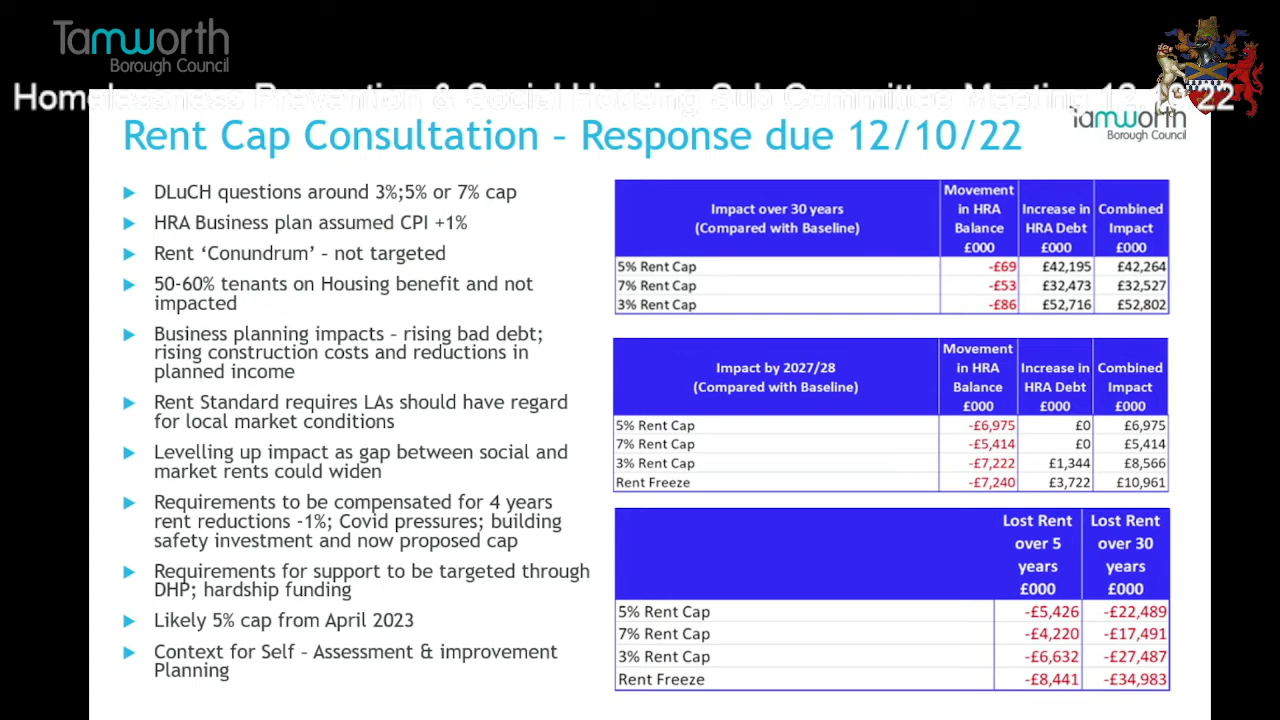 Tamworth
Borough Council
Homelessness Prevention & Social Housing Sub Committee Meeting 12.10.22
Tamworth
Borough Council
Rent Cap Consultation – Response due 12/10/22
DLuCH questions around 3%;5% or 7% cap
HRA Business plan assumed CPI +1%
Rent ‘Conundrum’ – not targeted
50-60% tenants on Housing benefit and not
impacted
Business planning impacts – rising bad debt;
rising construction costs and reductions in
planned income
Rent Standard requires LAs should have regard
for local market conditions
Levelling up impact as gap between social and
market rents could widen
Requirements to be compensated for 4 years
rent reductions -1%; Covid pressures; building
safety investment and now proposed cap
Requirements for support to be targeted through
DHP; hardship funding
Likely 5% cap from April 2023
Context for Self – Assessment & improvement
Planning
Impact over 30 years
(Compared with Baseline)
Movement
in HRA
Balance
£000
Increase in
HRA Debt
£000
Combined
Impact
£000
5% Rent Cap -£69 £42,195 £42,264
7% Rent Cap -£53 £32,473 £32,527
3% Rent Cap -£86 £52,716 £52,802
Impact by 2027/28
(Compared with Baseline)
Movement
in HRA
Balance
£000
Increase in
HRA Debt
£000
Combined
Impact
£000
5% Rent Cap -£6,975 £0 £6,975
7% Rent Cap -£5,414 £0 £5,414
3% Rent Cap -£7,222 £1,344 £8,566
Rent Freeze -£7,240 £3,722 £10,961
Lost Rent
over 5
years
£000
Lost Rent
over 30
years
£000
5% Rent Cap -£5,426 -£22,489
7% Rent Cap -£4,220 -£17,491
3% Rent Cap -£6,632 -£27,487
Rent Freeze -£8,441 -£34,983